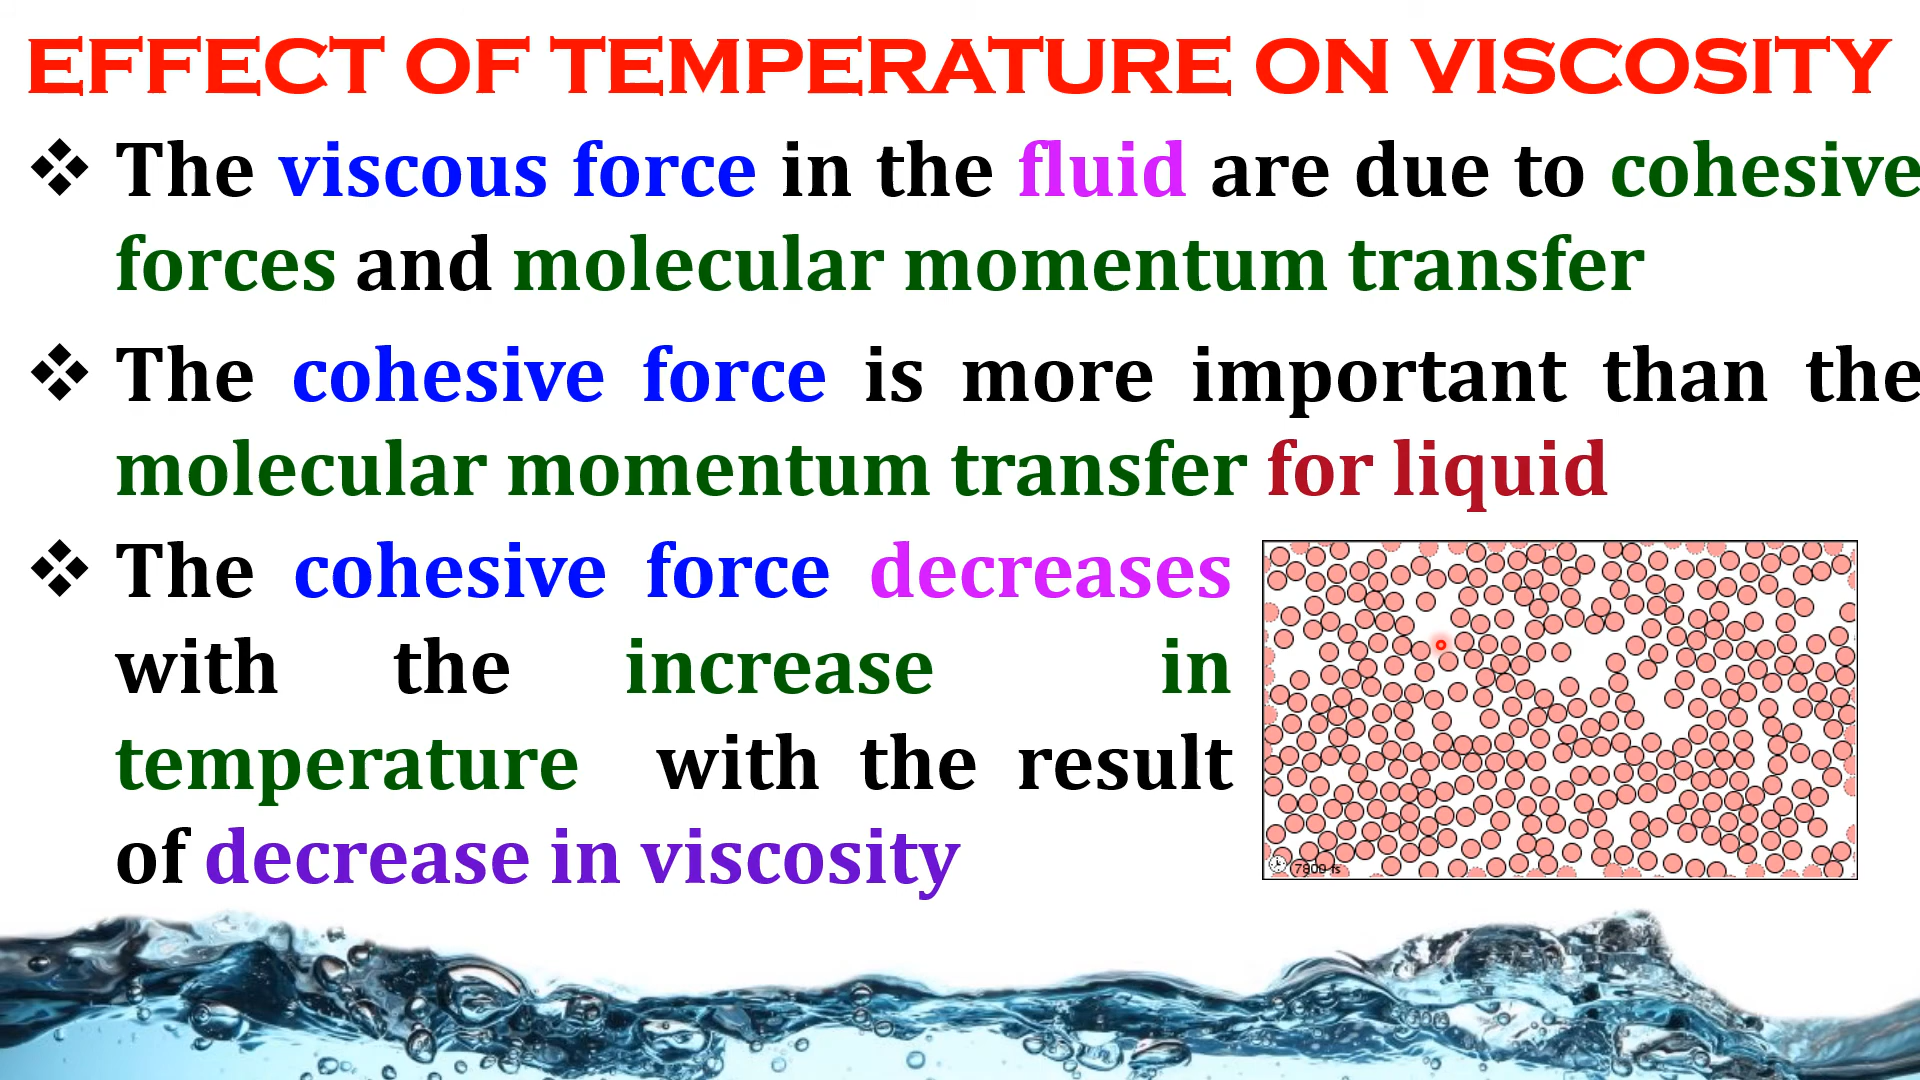 EFFECT OF TEMPERATURE ON VISCOSITY
❖ The viscous force in the fluid are due to cohesive
forces and molecular momentum transfer
❖ The cohesive force is more important than the
molecular momentum transfer for liquid
❖ The cohesive force decreases
with the increase in
temperature with the result
of decrease in viscosity
7800 fs